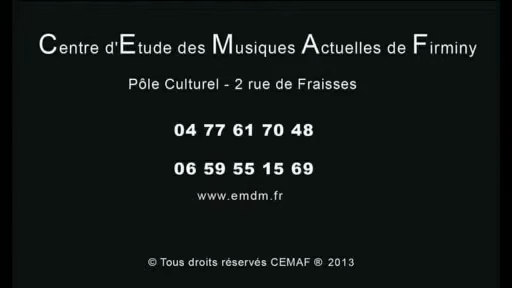 Centre d'Etude des Musiques Actuelles de Firminy
Pôle Culturel - 2 rue de Fraisses
04 77 61 70 48
06 59 55 15 69
www.emdm.fr
© Tous droits réservés CEMAF ® 2013